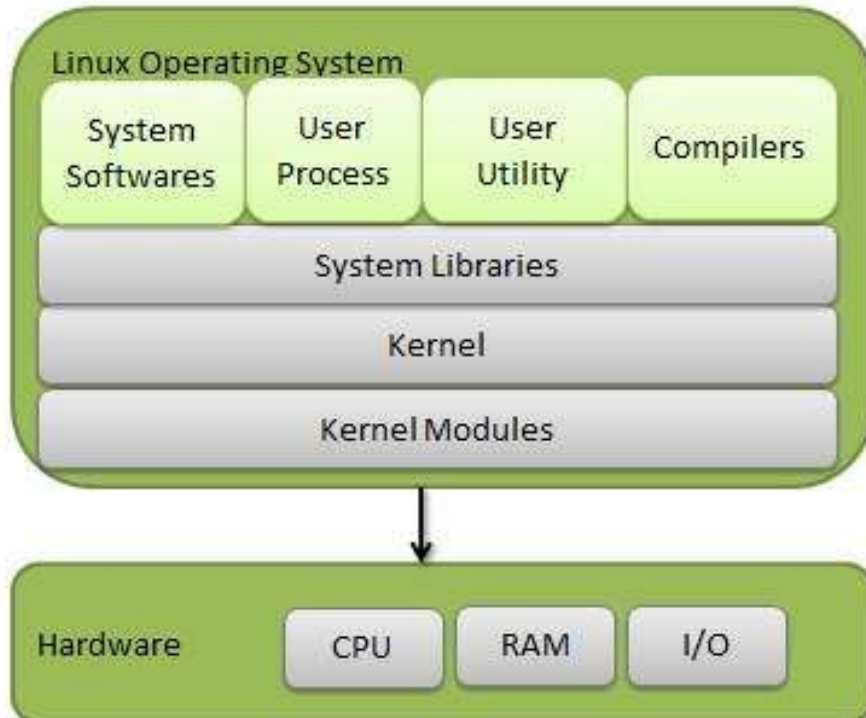 Linux Operating System
System
Softwares
User
Process
User
Utility
Compilers
System Libraries
Kernel
Kernel Modules
Hardware
CPU
RAM
I/O